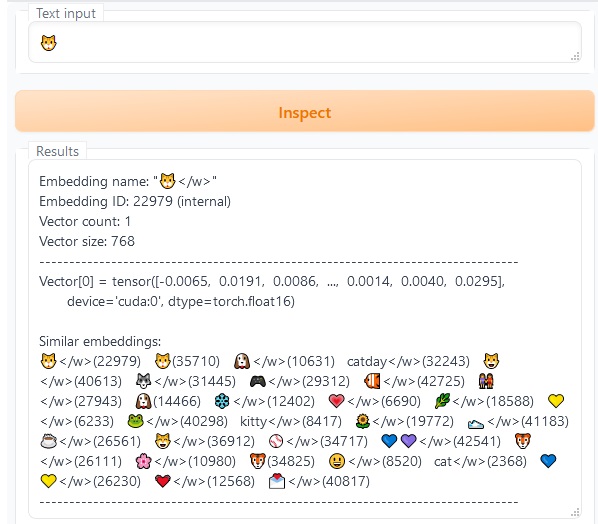 Text input
🐱
Inspect
Results
Embedding name: "🐱</w>"
Embedding ID: 22979 (internal)
Vector count: 1
Vector size: 768
--------------------------------------------------------------------------------
Vector[0] = tensor([-0.0065,  0.0191,  0.0086,  ...,  0.0014,  0.0040,  0.0295],
device='cuda:0', dtype=torch.float16)
Similar embeddings:
🐱</w>(22979) 🐱(35710) 🐶</w>(10631) catday</w>(32243) 😺
</w>(40613) 🐺</w>(31445) 🎮</w>(29312) 🐠</w>(42725) 👭
</w>(27943) 🐶(14466) ❄</w>(12402) 💗</w>(6690) 🌿</w>(18588) 💛
</w>(6233) 🐸</w>(40298) kitty</w>(8417) 🌻</w>(19772) 👟</w>(41183)
☕</w>(26561) 😸</w>(36912) ⚾</w>(34717) 💙💜</w>(42541) 🐯
</w>(26111) 🌸</w>(10980) 🐯(34825) 😃</w>(8520) cat</w>(2368) 💙
💛</w>(26230) ❤</w>(12568) 💌</w>(40817)
--------------------------------------------------------------------------------